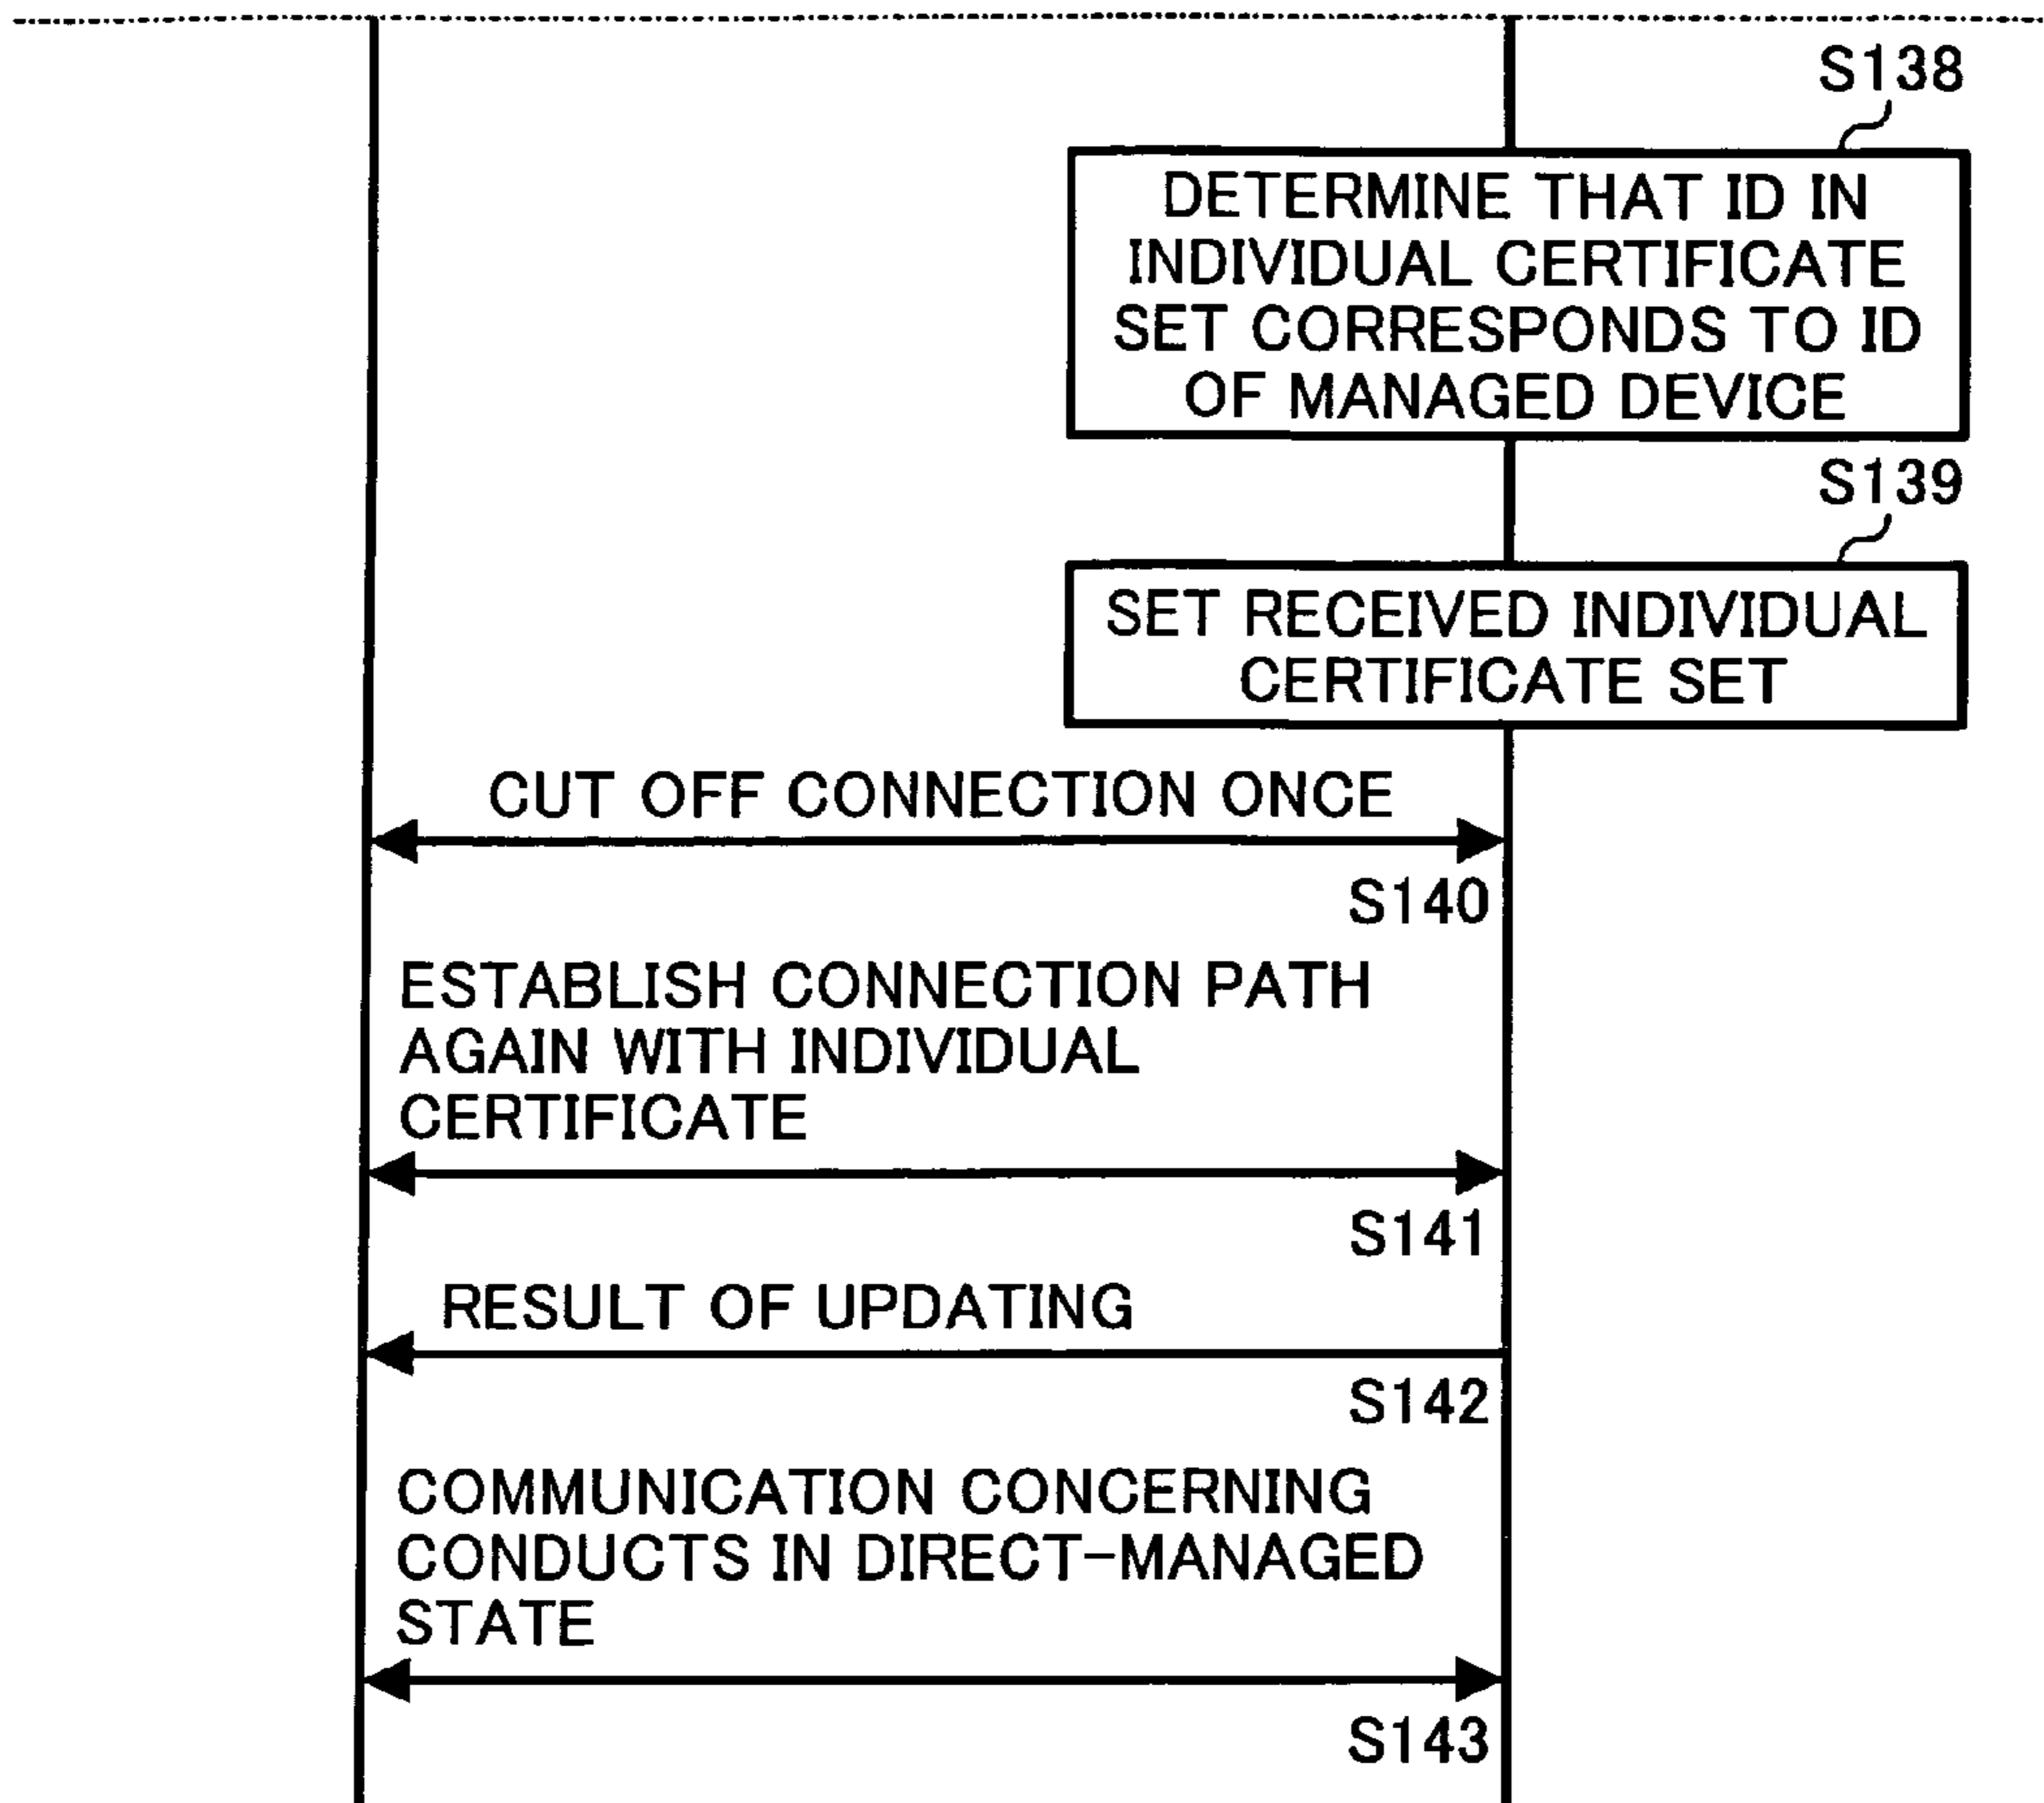 S138
DETERMINE THAT ID IN
INDIVIDUAL CERTIFICATE
SET CORRESPONDS TO ID
OF MANAGED DEVICE
S139
SET RECEIVED INDIVIDUAL
CERTIFICATE SET
CUT OFF CONNECTION ONCE
S140
ESTABLISH CONNECTION PATH
AGAIN WITH INDIVIDUAL
CERTIFICATE
S141
RESULT OF UPDATING
S142
COMMUNICATION CONCERNING
CONDUCTS IN DIRECT-MANAGED
STATE
S143